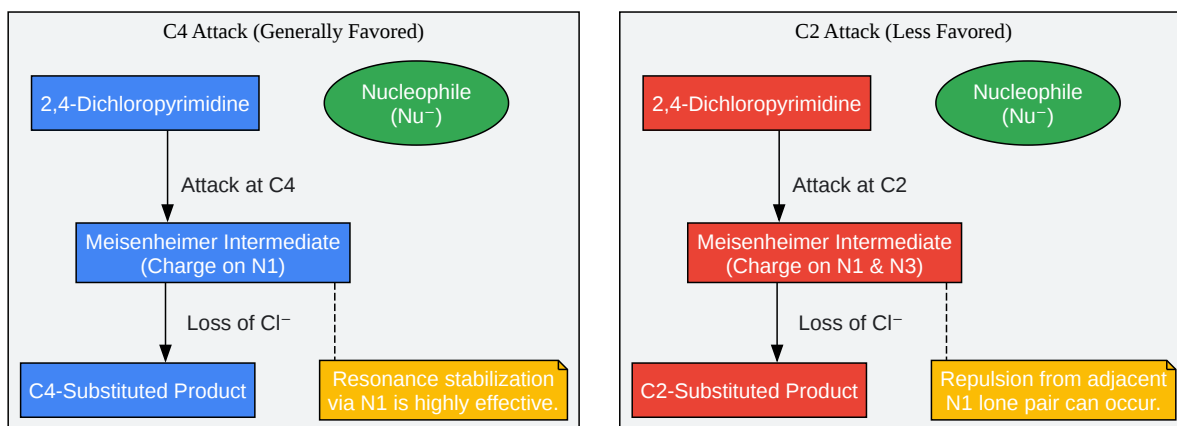 C4 Attack (Generally Favored)
2,4-Dichloropyrimidine
Nucleophile
(Nu⁻)
Attack at C4
Meisenheimer Intermediate
(Charge on N1)
Loss of Cl⁻
C4-Substituted Product
Resonance stabilization
via N1 is highly effective.
C2 Attack (Less Favored)
2,4-Dichloropyrimidine
Nucleophile
(Nu⁻)
Attack at C2
Meisenheimer Intermediate
(Charge on N1 & N3)
Loss of Cl⁻
C2-Substituted Product
Repulsion from adjacent
N1 lone pair can occur.